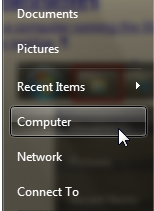 Documents
Pictures
Recent Items
Computer
Network
Connect To